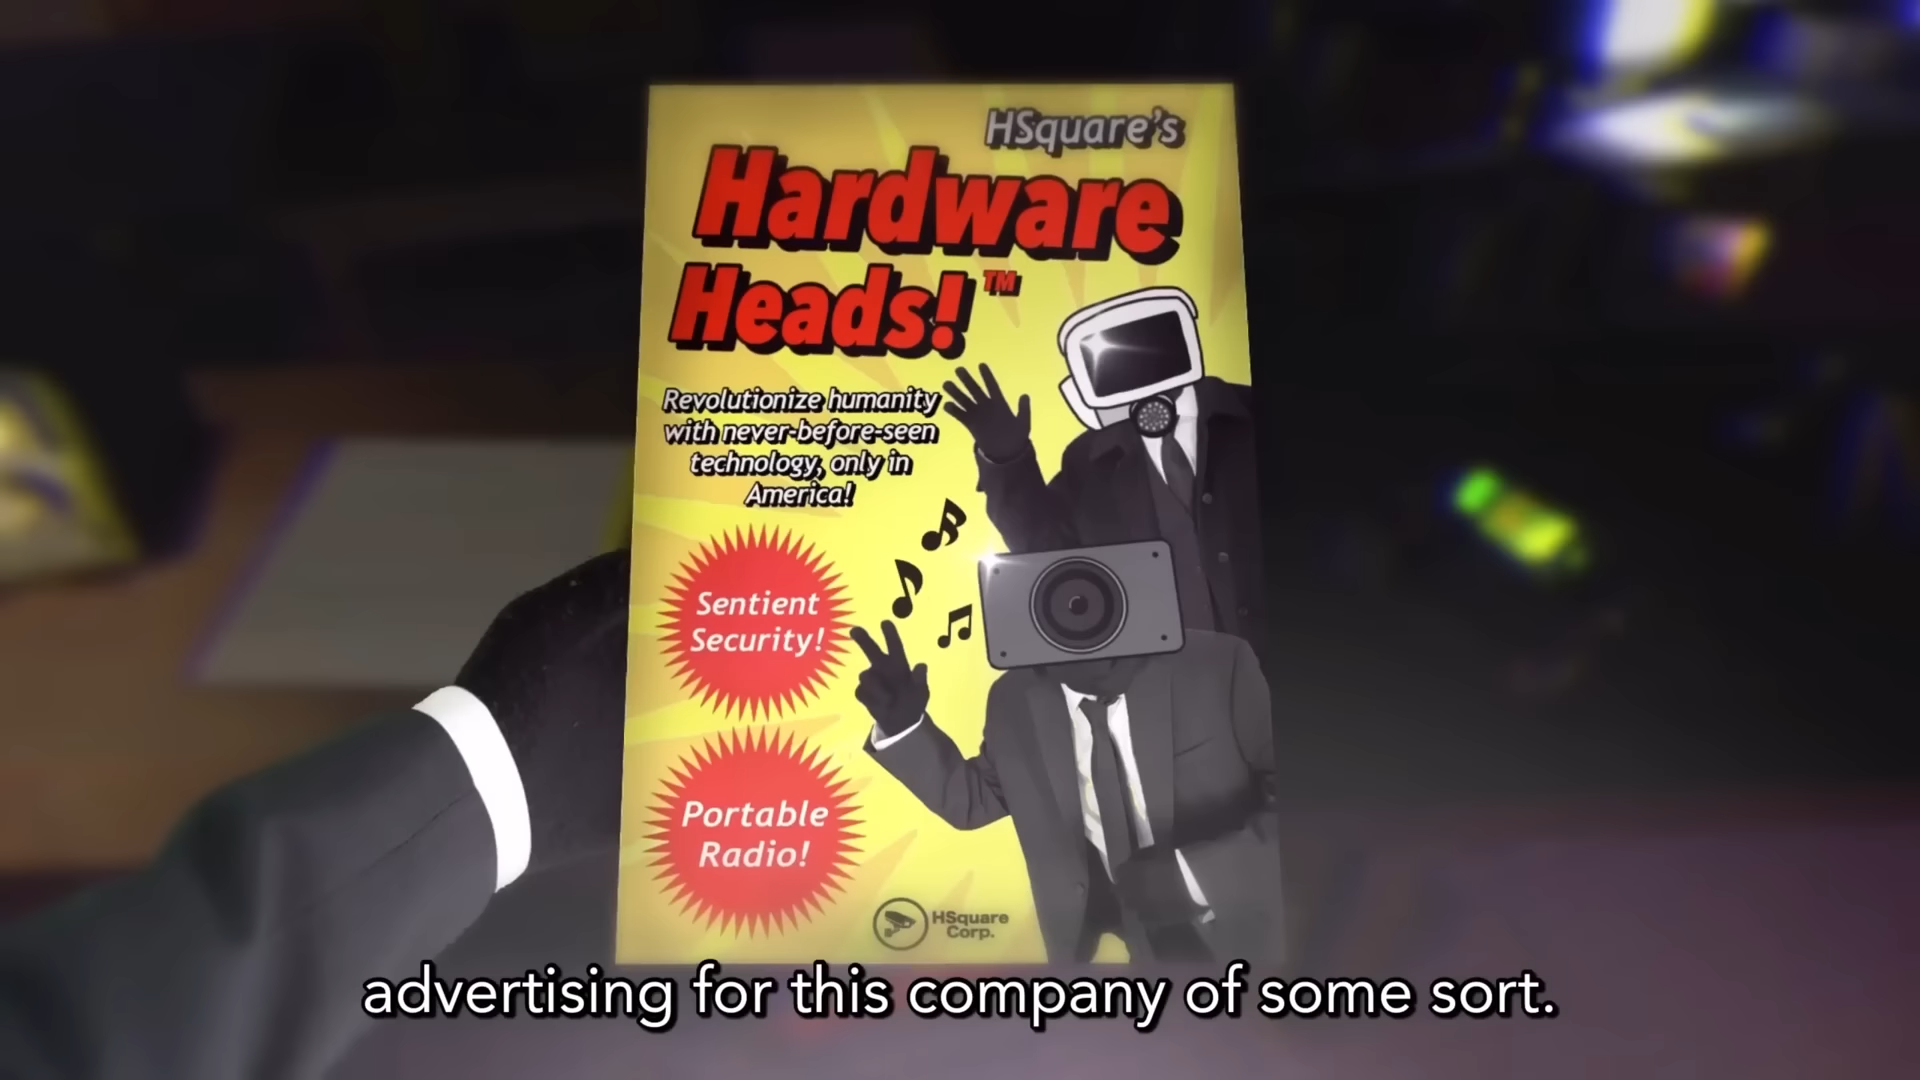 HSquare's
Hardware
Heads!™
Revolutionize humanity
with never-before-seen
technology, only in
America!
Sentient
Security!
Portable
Radio!
HSquare
Corp.
advertising for this company of some sort.